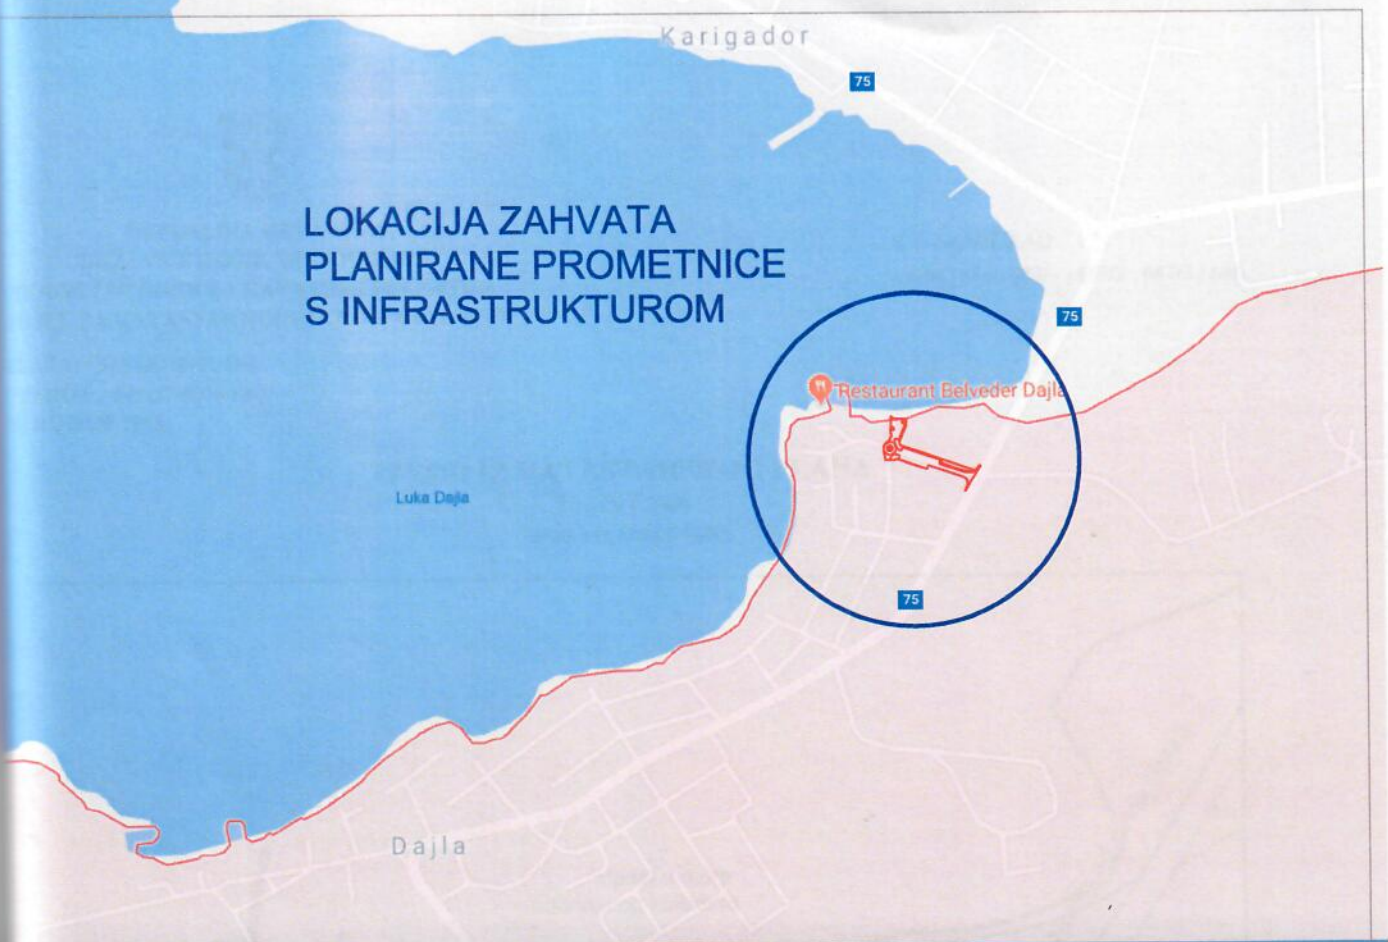 Karigador
75
LOKACIJA ZAHVATA
PLANIRANE PROMETNICE
S INFRASTRUKTUROM
75
Restaurant Belveder Dajla
Luka Dajla
75
Dajla